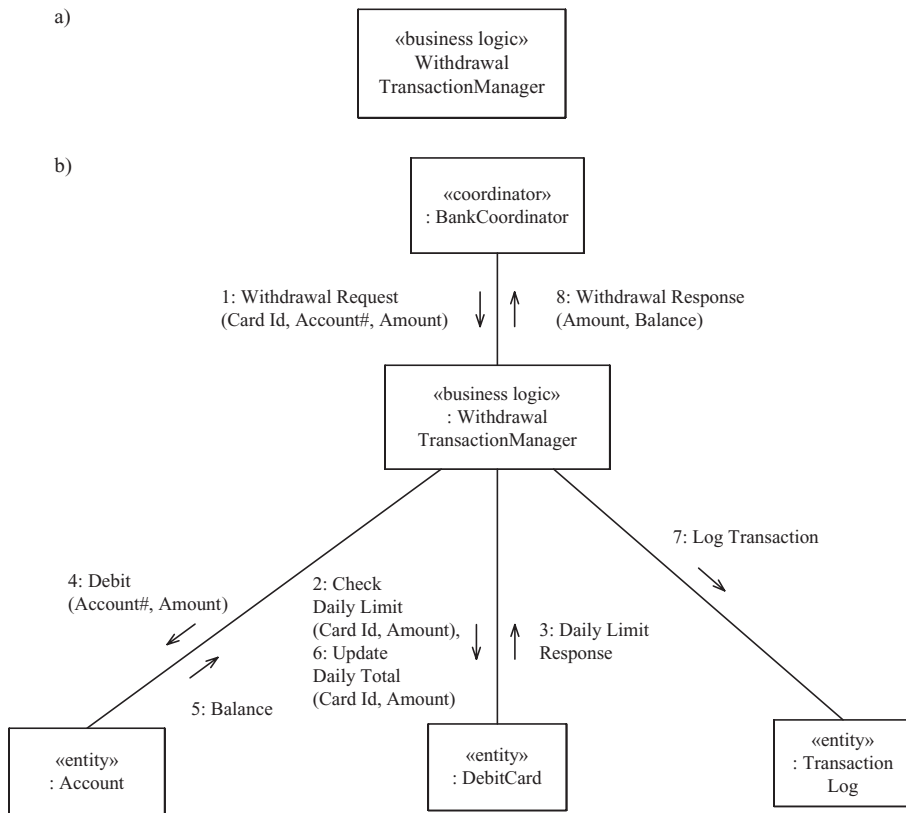 a)
«business logic»
Withdrawal
TransactionManager
b)
«coordinator»
: BankCoordinator
1: Withdrawal Request
(Card Id, Account#, Amount)
8: Withdrawal Response
(Amount, Balance)
«business logic»
: Withdrawal
TransactionManager
7: Log Transaction
4: Debit
(Account#, Amount)
2: Check
Daily Limit
(Card Id, Amount),
6: Update
Daily Total
(Card Id, Amount)
3: Daily Limit
Response
5: Balance
«entity»
: Account
«entity»
: DebitCard
«entity»
: Transaction
Log